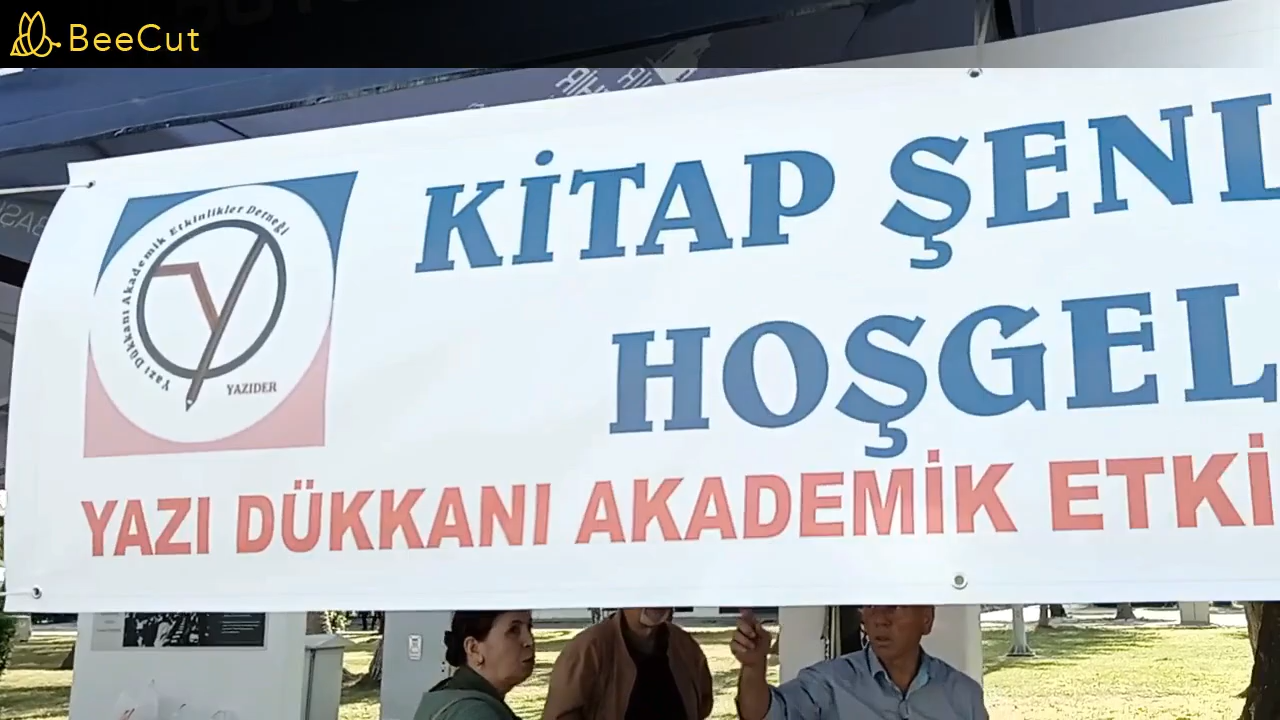 BeeCut
KİTAP ŞENL
HOŞGEL
Yazı Dükkanı Akademik Etkinlikler Derneği
YAZIDER
YAZI DÜKKANI AKADEMİK ETKİ